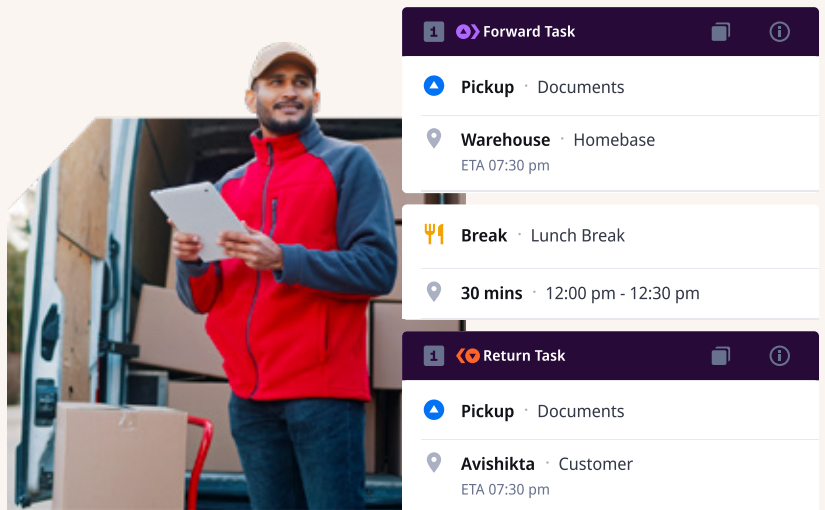 1 Forward Task
Pickup · Documents
Warehouse · Homebase
ETA 07:30 pm
Break · Lunch Break
30 mins · 12:00 pm - 12:30 pm
1 Return Task
Pickup · Documents
Avishikta · Customer
ETA 07:30 pm